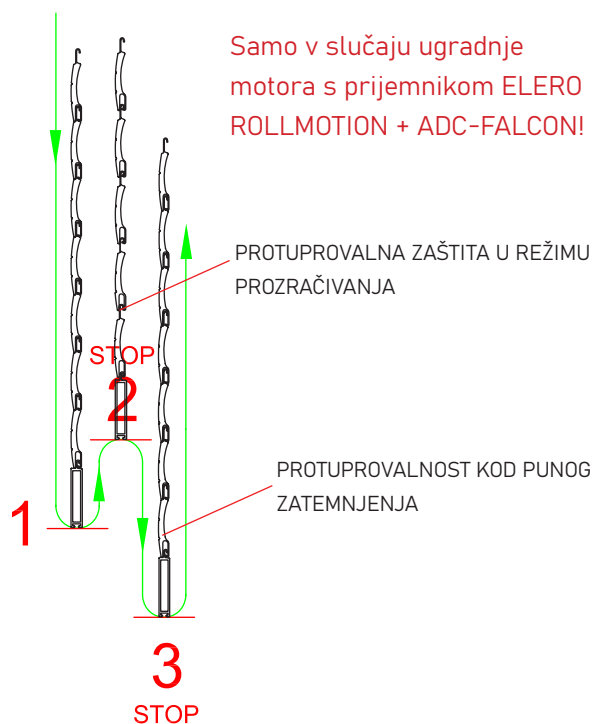 Samo v slučaju ugradnje
motora s prijemnikom ELERO
ROLLMOTION + ADC-FALCON!
PROTUPROVALNA ZAŠTITA U REŽIMU
PROZRAČIVANJA
STOP
2
PROTUPROVALNOST KOD PUNOG
ZATEMNJENJA
1
3
STOP